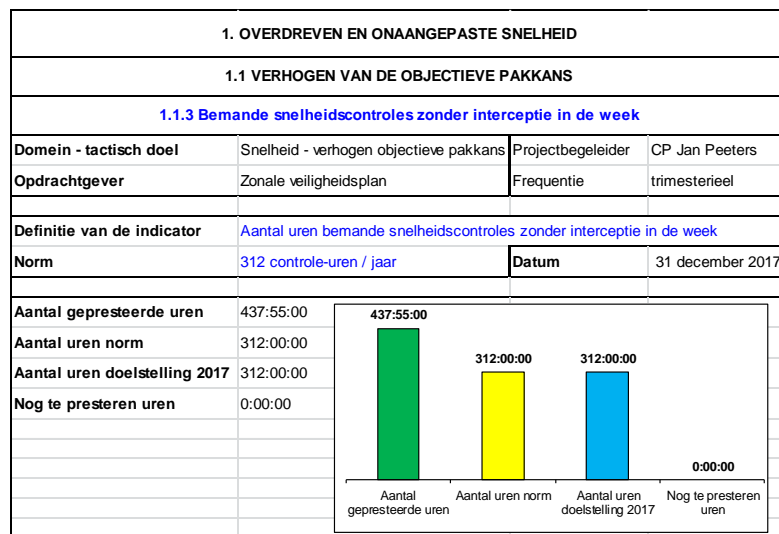 1. OVERDREVEN EN ONAANGEPASTE SNELHEID
1.1 VERHOGEN VAN DE OBJECTIEVE PAKKANS
1.1.3 Bemande snelheidscontroles zonder interceptie in de week
Domein - tactisch doel Snelheid - verhogen objectieve pakkans Projectbegeleider CP Jan Peeters
Opdrachtgever Zonale veiligheidsplan Frequentie trimesterieel
Definitie van de indicator Aantal uren bemande snelheidscontroles zonder interceptie in de week
Norm 312 controle-uren / jaar Datum 31 december 2017
Aantal gepresteerde uren 437:55:00
Aantal uren norm 312:00:00
Aantal uren doelstelling 2017 312:00:00
Nog te presteren uren 0:00:00
437:55:00
312:00:00
312:00:00
0:00:00
Aantal gepresteerde uren
Aantal uren norm
Aantal uren doelstelling 2017
Nog te presteren uren